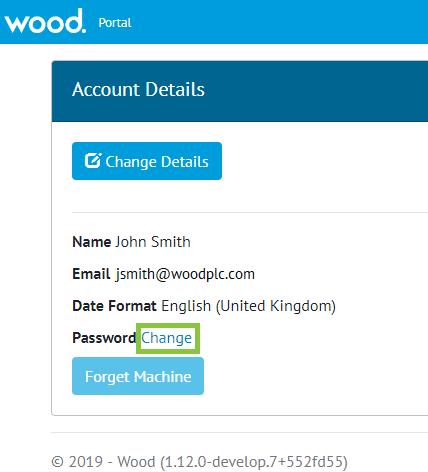 wood. Portal
Account Details
Change Details
Name John Smith
Email jsmith@woodplc.com
Date Format English (United Kingdom)
Password Change
Forget Machine
© 2019 - Wood (1.12.0-develop.7+552fd55)